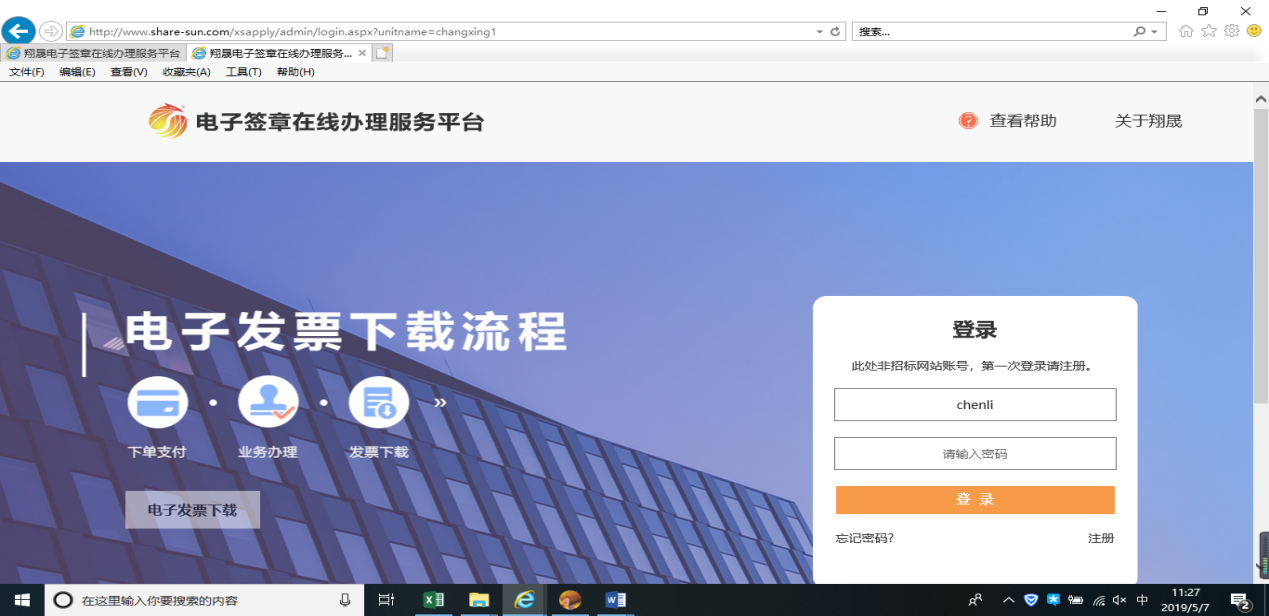 http://www.share-sun.com/xsapply/admin/login.aspx?unitname=changxing1
搜索...
翔晟电子签章在线办理服务平台
翔晟电子签章在线办理服务...
文件(F) 编辑(E) 查看(V) 收藏夹(A) 工具(T) 帮助(H)
电子签章在线办理服务平台
查看帮助
关于翔晟
电子发票下载流程
下单支付
业务办理
发票下载
电子发票下载
登录
此处非招标网站账号，第一次登录请注册。
chenli
请输入密码
登 录
忘记密码?
注册
在这里输入你要搜索的内容
中
11:27
2019/5/7
2